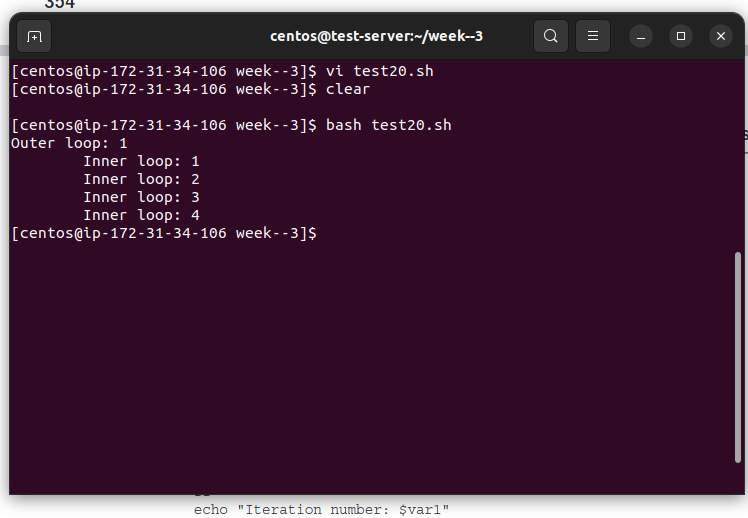 354
centos@test-server:~/week--3
[centos@ip-172-31-34-106 week--3]$ vi test20.sh
[centos@ip-172-31-34-106 week--3]$ clear
[centos@ip-172-31-34-106 week--3]$ bash test20.sh
Outer loop: 1
        Inner loop: 1
        Inner loop: 2
        Inner loop: 3
        Inner loop: 4
[centos@ip-172-31-34-106 week--3]$
echo "Iteration number: $var1"